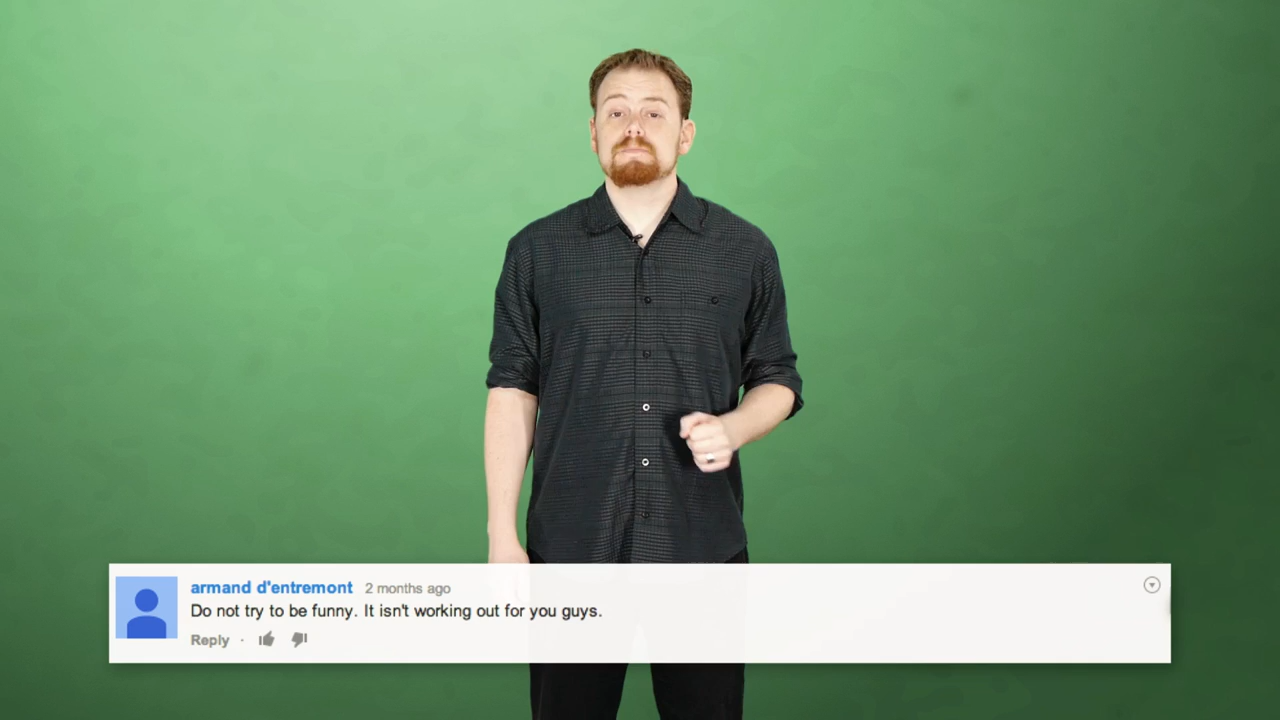 armand d'entremont 2 months ago
Do not try to be funny. It isn't working out for you guys.
Reply ·